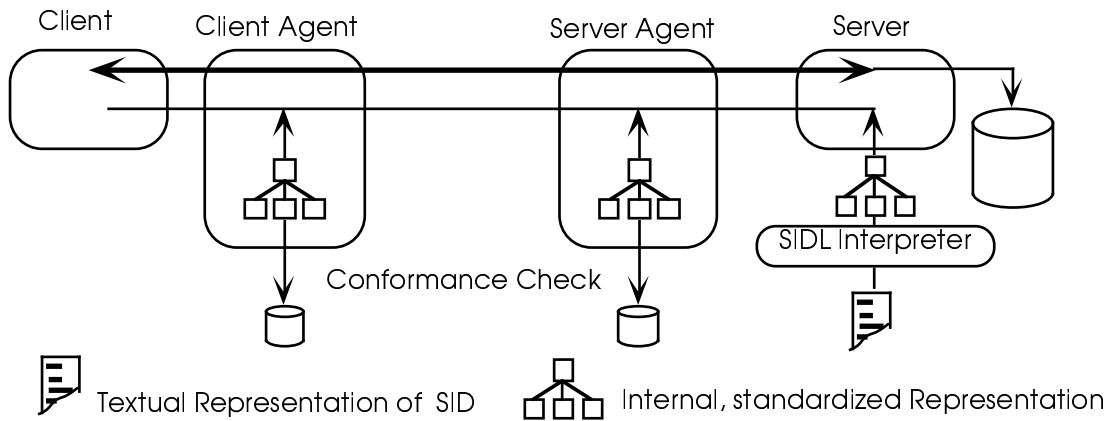 Client
Client Agent
Server Agent
Server
SIDL Interpreter
Conformance Check
Textual Representation of SID
Internal, standardized Representation